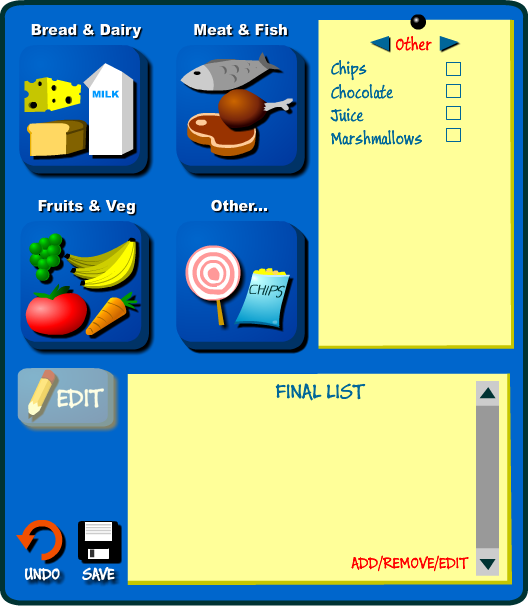 Bread & Dairy
Meat & Fish
MILK
Other
Chips
Chocolate
Juice
Marshmallows
Fruits & Veg
Other...
CHIPS
EDIT
FINAL LIST
ADD/REMOVE/EDIT
UNDO
SAVE